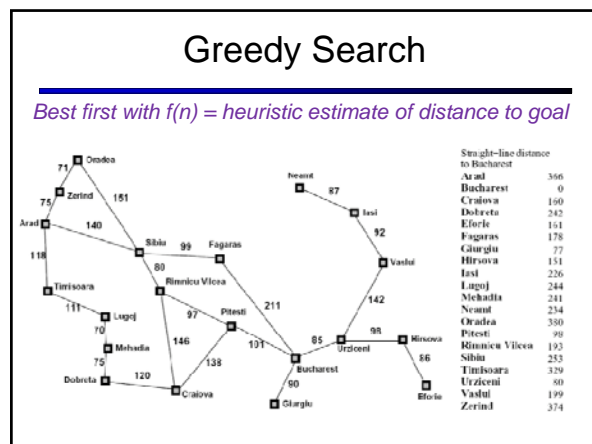 Greedy Search
Best first with f(n) = heuristic estimate of distance to goal
Straight-line distance
to Bucharest
Arad 366
Bucharest 0
Craiova 160
Dobreta 242
Eforie 161
Fagaras 178
Giurgiu 77
Hirsova 151
Iasi 226
Lugoj 244
Mehadia 241
Neamt 234
Oradea 380
Pitesti 98
Rimnicu Vilcea 193
Sibiu 253
Timisoara 329
Urziceni 80
Vaslui 199
Zerind 374
Oradea
71
Neamt
87
Zerind
151
75
Iasi
Arad
140
92
Sibiu
99
Fagaras
118
80
Vaslui
Rimnicu Vilcea
Timisoara
111
Lugoj
97
Pitesti
211
142
70
98
Mehadia
146
101
85
Hirsova
Urziceni
75
138
86
Bucharest
Dobreta
120
90
Craiova
Giurgiu
Eforie